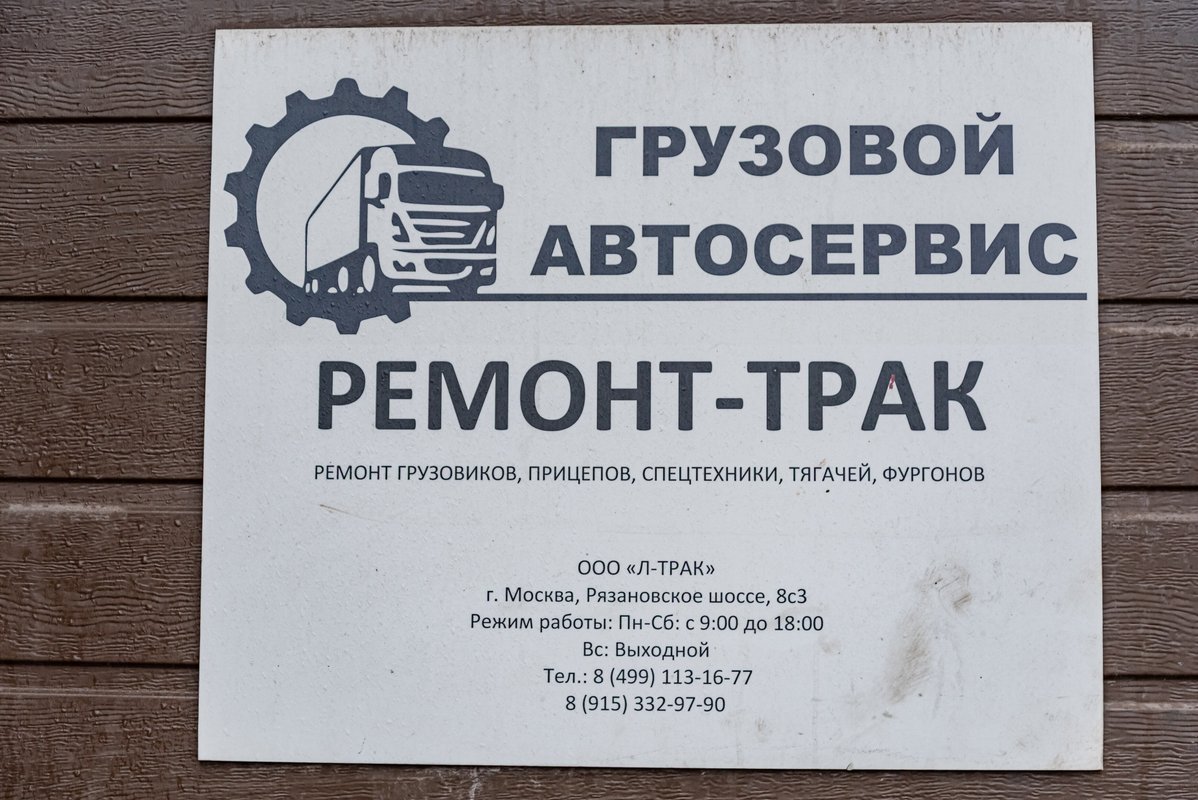 ГРУЗОВОЙ
АВТОСЕРВИС
РЕМОНТ-ТРАК
РЕМОНТ ГРУЗОВИКОВ, ПРИЦЕПОВ, СПЕЦТЕХНИКИ, ТЯГАЧЕЙ, ФУРГОНОВ
ООО «Л-ТРАК»
г. Москва, Рязановское шоссе, 8с3
Режим работы: Пн-Сб: с 9:00 до 18:00
Вс: Выходной
Тел.: 8 (499) 113-16-77
8 (915) 332-97-90